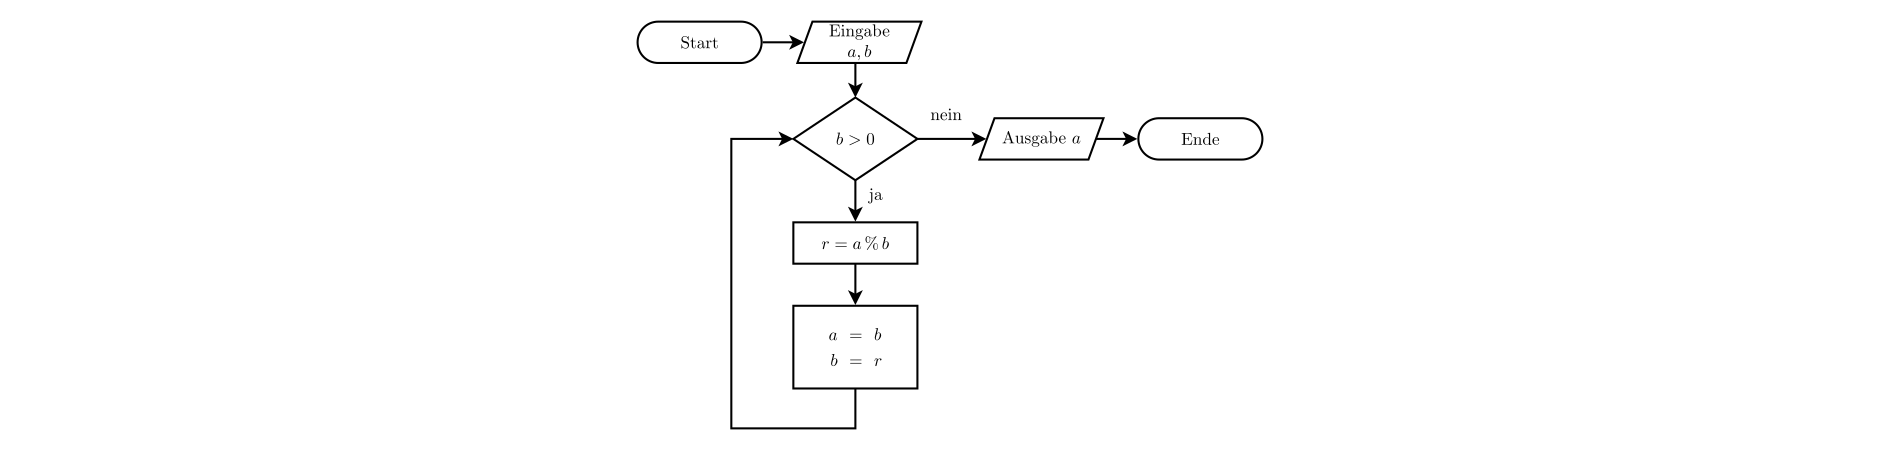 Start
Eingabe
a, b
b > 0
nein
Ausgabe a
Ende
ja
r = a % b
a = b
b = r